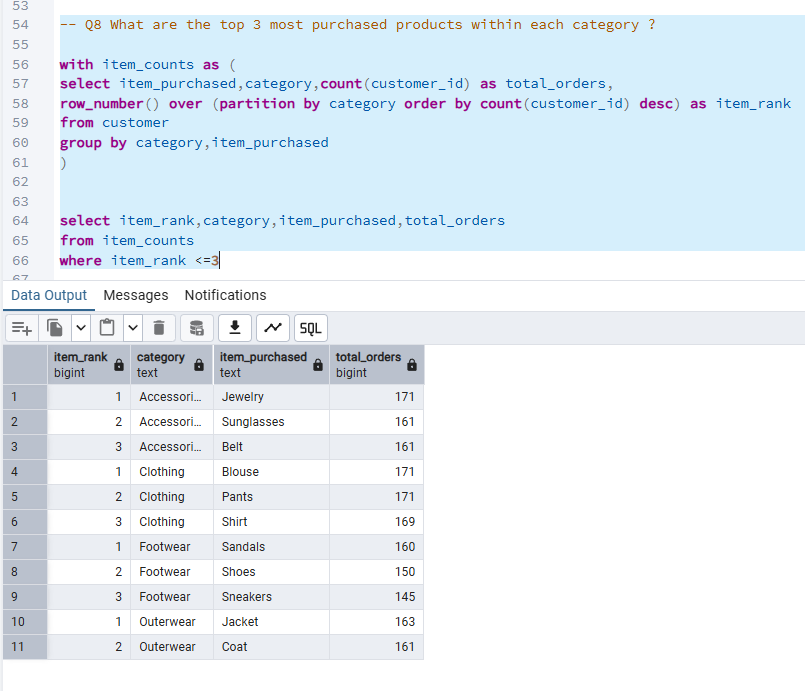 53
54 -- Q8 What are the top 3 most purchased products within each category ?
55
56 with item_counts as (
57 select item_purchased,category,count(customer_id) as total_orders,
58 row_number() over (partition by category order by count(customer_id) desc) as item_rank
59 from customer
60 group by category,item_purchased
61 )
62
63
64 select item_rank,category,item_purchased,total_orders
65 from item_counts
66 where item_rank <=3
67
Data Output Messages Notifications
SQL
item_rank category item_purchased total_orders
bigint text text bigint
1 1 Accessori... Jewelry 171
2 2 Accessori... Sunglasses 161
3 3 Accessori... Belt 161
4 1 Clothing Blouse 171
5 2 Clothing Pants 171
6 3 Clothing Shirt 169
7 1 Footwear Sandals 160
8 2 Footwear Shoes 150
9 3 Footwear Sneakers 145
10 1 Outerwear Jacket 163
11 2 Outerwear Coat 161